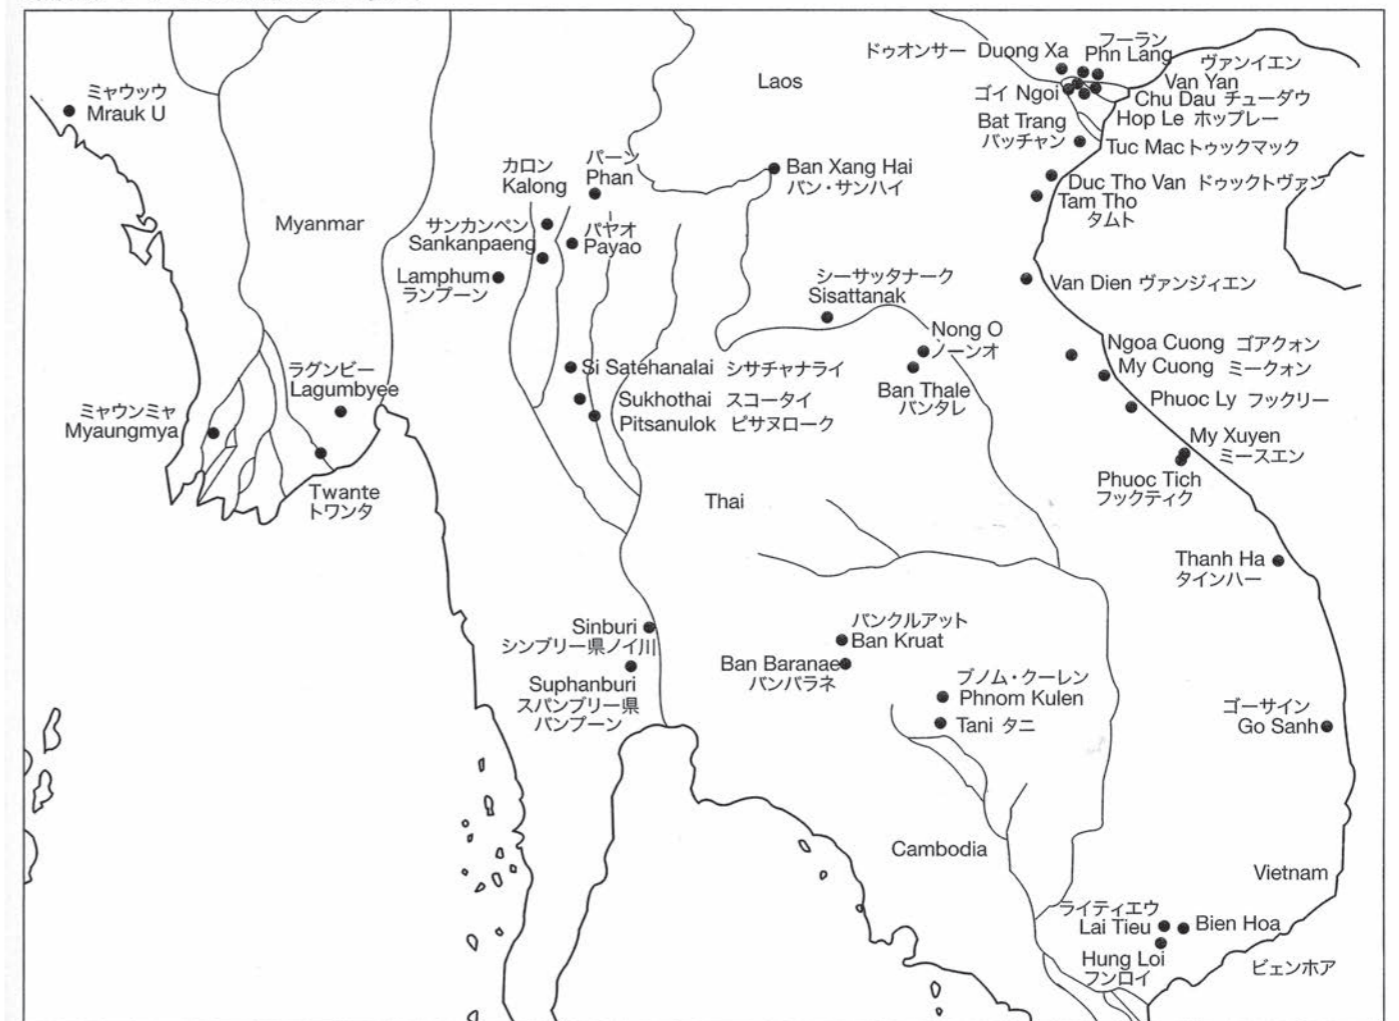 ミャウッウ
Mrauk U
Myanmar
ラグンビー
Lagumbyee
ミャウンミャ
Myaungmya
Twante
トワンタ
カロン
Kalong
パーン
Phan
サンカンペン
Sankanpaeng
パヤオ
Payao
Lamphum
ランプーン
Si Satehanalai シサチャナライ
Sukhothai スコータイ
Pitsanulok ピサヌローク
Laos
Ban Xang Hai
バン・サンハイ
シーサッタナーク
Sisattanak
Nong O
ノーンオ
Ban Thale
バンタレ
Thai
Sinburi
シンブリー県ノイ川
Suphanburi
スパンブリー県
バンプーン
バンクルアット
Ban Kruat
Ban Baranae
バンバラネ
プノム・クーレン
Phnom Kulen
Tani タニ
Cambodia
ドゥオンサー Duong Xa
フーラン
Phn Lang
ヴァンイエン
Van Yan
ゴイ Ngoi
Chu Dau チューダウ
Hop Le ホップレー
Bat Trang
バッチャン
Tuc Mac トゥックマック
Duc Tho Van ドゥックトヴァン
Tam Tho
タムト
Van Dien ヴァンジィエン
Ngoa Cuong ゴアクォン
My Cuong ミークォン
Phuoc Ly フックリー
My Xuyen
ミースエン
Phuoc Tich
フックティク
Thanh Ha
タインハー
ゴーサイン
Go Sanh
Vietnam
ライティエウ
Lai Tieu
Bien Hoa
Hung Loi
フンロイ
ビェンホア